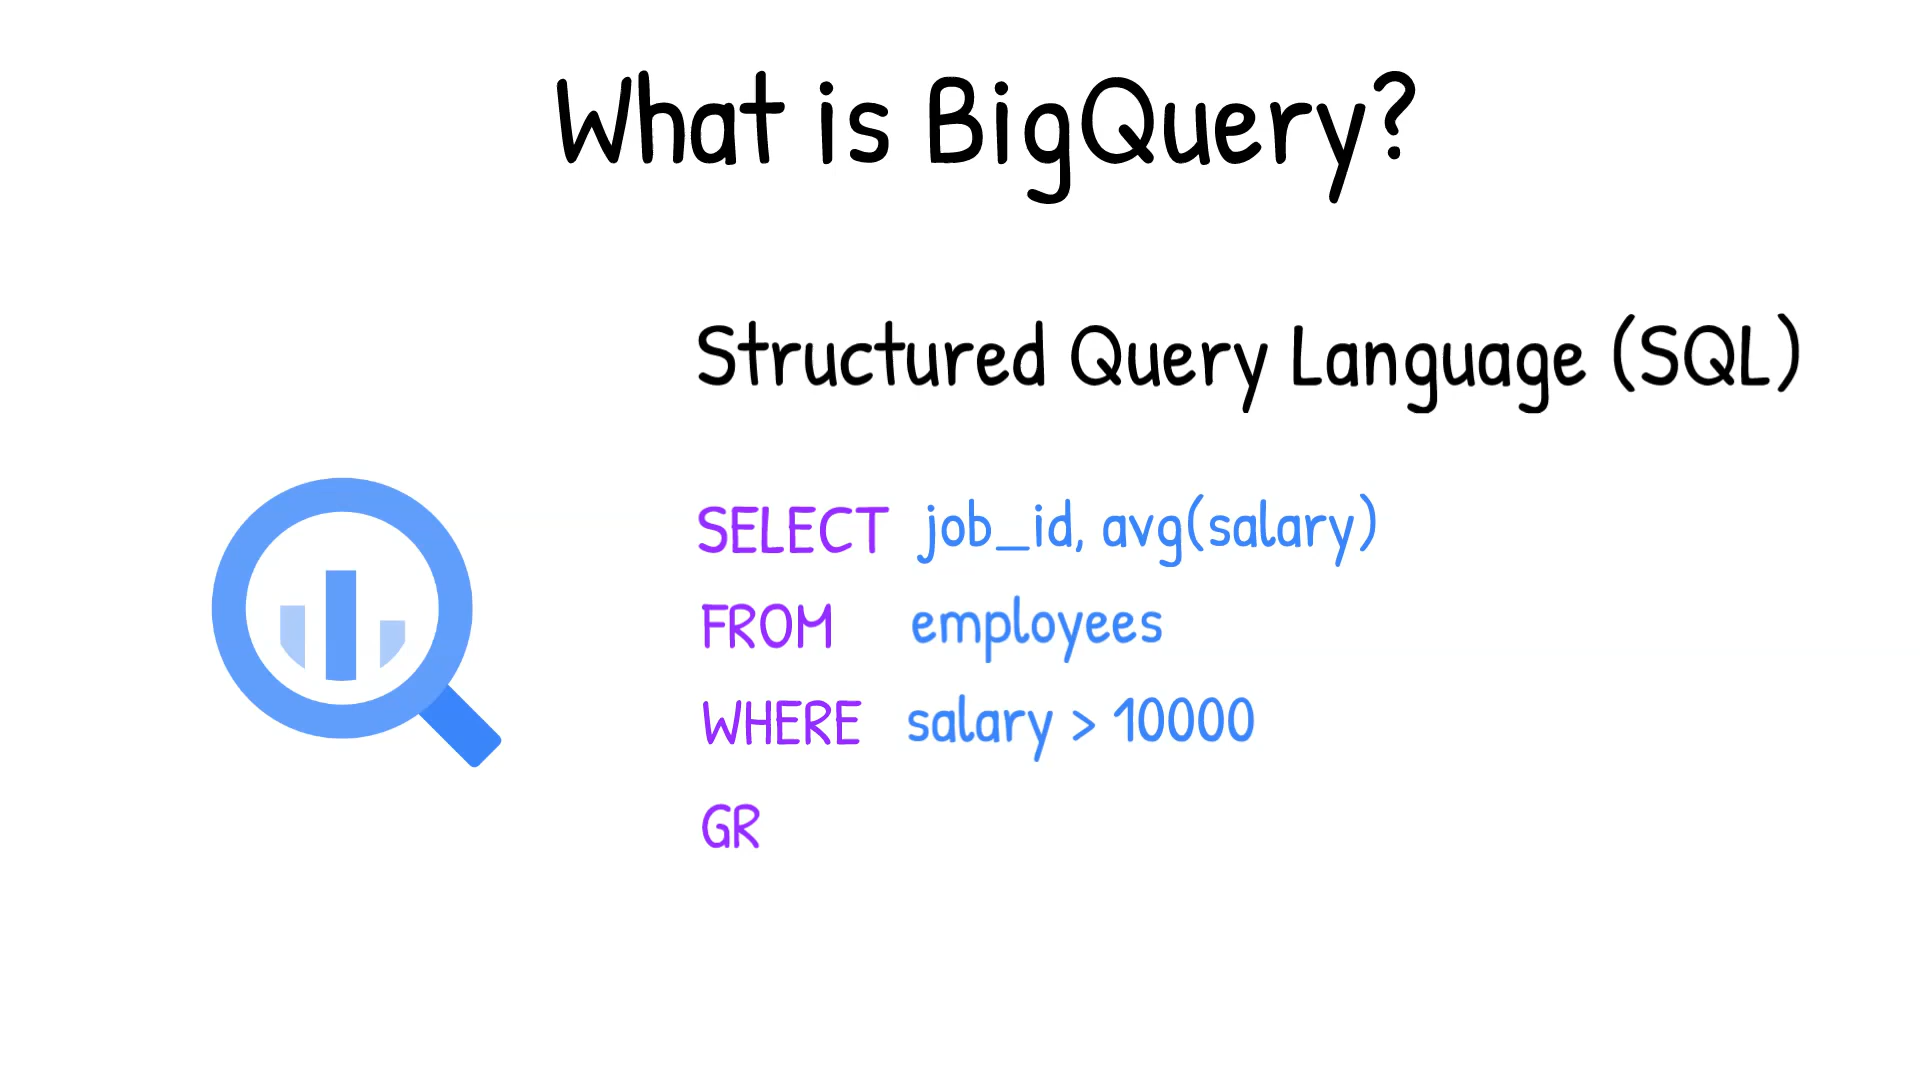 What is BigQuery?
Structured Query Language (SQL)
SELECT job_id, avg(salary)
FROM employees
WHERE salary > 10000
GR